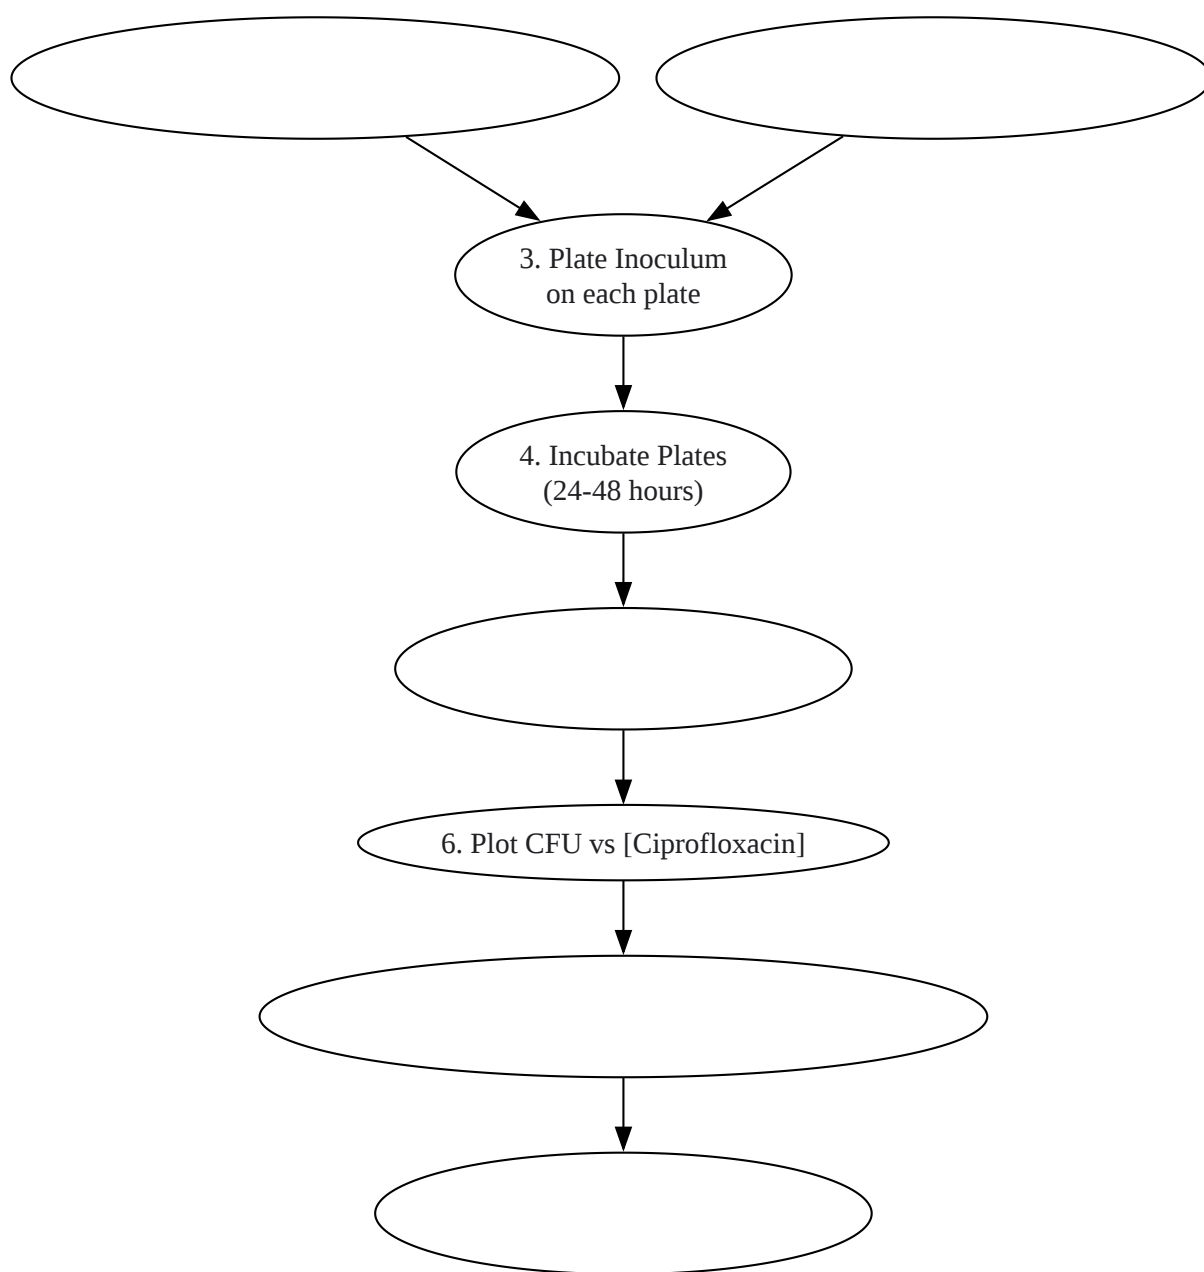 3. Plate Inoculum
on each plate
4. Incubate Plates
(24-48 hours)
6. Plot CFU vs [Ciprofloxacin]